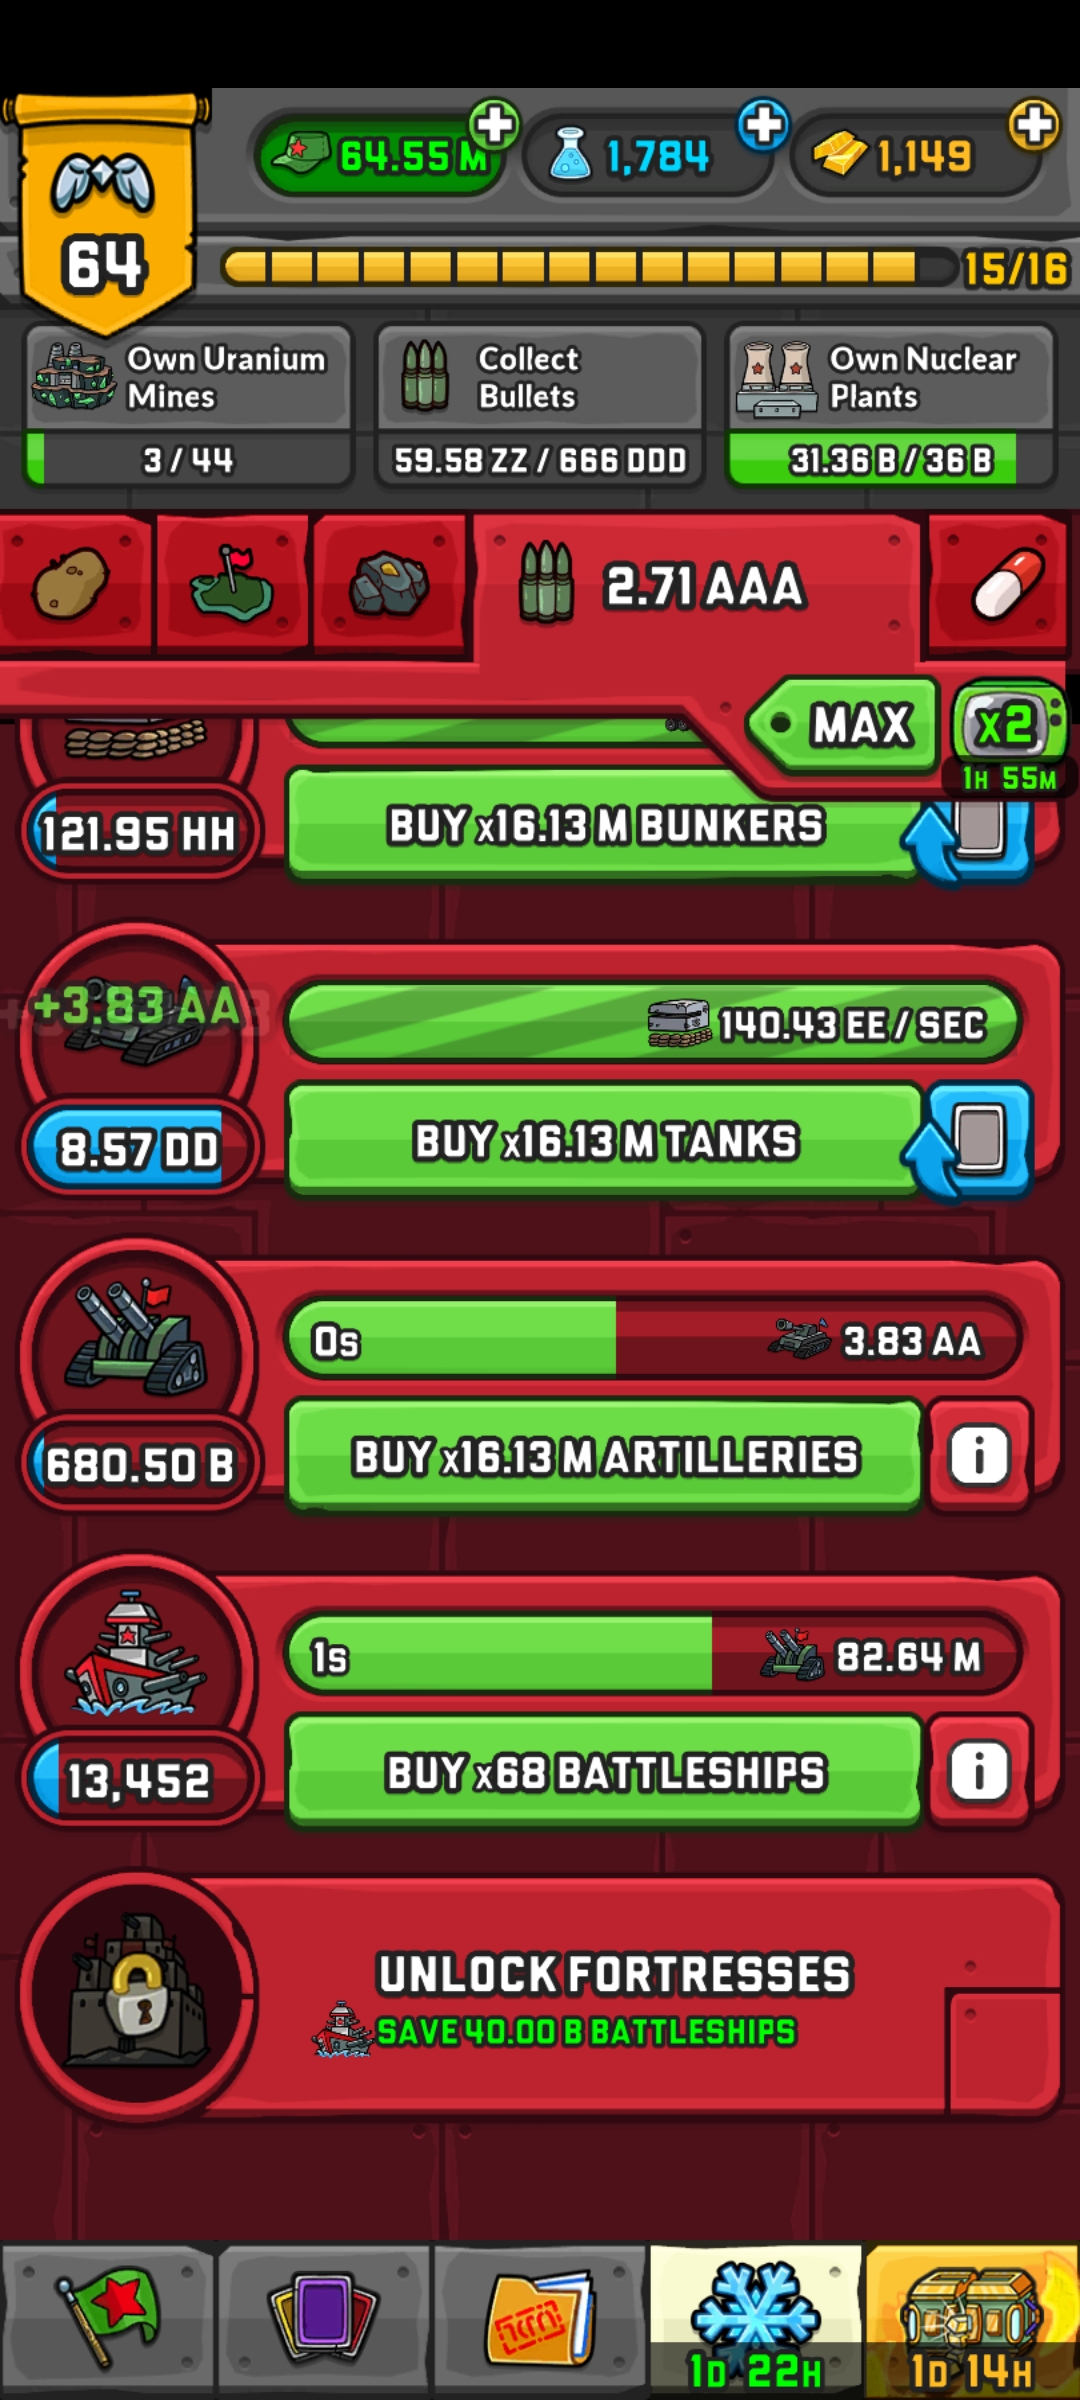 64.55 M
1,784
1,149
64
15/16
Own Uranium
Mines
3 / 44
Collect
Bullets
59.58 ZZ / 666 DDD
Own Nuclear
Plants
31.36 B / 36 B
2.71 AAA
MAX
X2
1H 55M
121.95 HH
BUY x16.13 M BUNKERS
+3.83 AA
140.43 EE / SEC
8.57 DD
BUY x16.13 M TANKS
0s
3.83 AA
680.50 B
BUY x16.13 M ARTILLERIES
i
1s
82.64 M
13,452
BUY x68 BATTLESHIPS
i
UNLOCK FORTRESSES
SAVE 40.00 B BATTLESHIPS
1D 22H
1D 14H